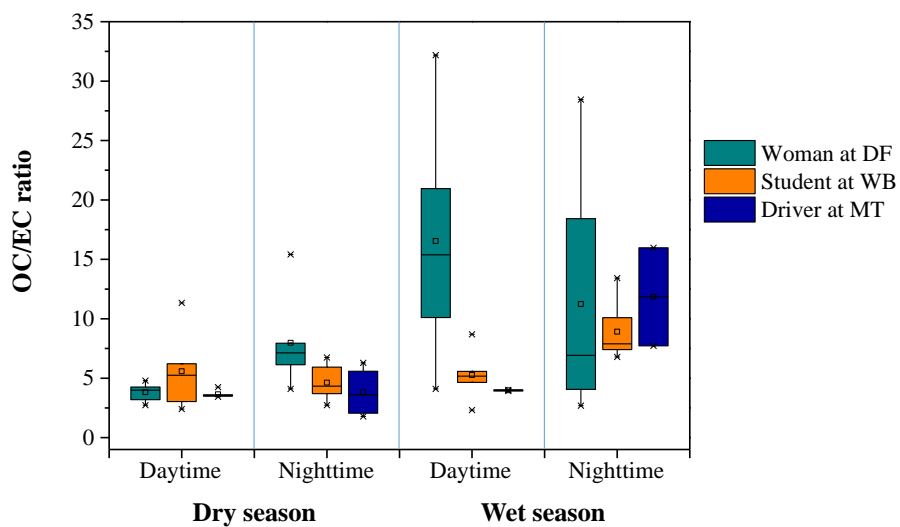 OC/EC ratio
35
30
25
20
15
10
5
0
Daytime
Nighttime
Daytime
Nighttime
Dry season
Wet season
Woman at DF
Student at WB
Driver at MT